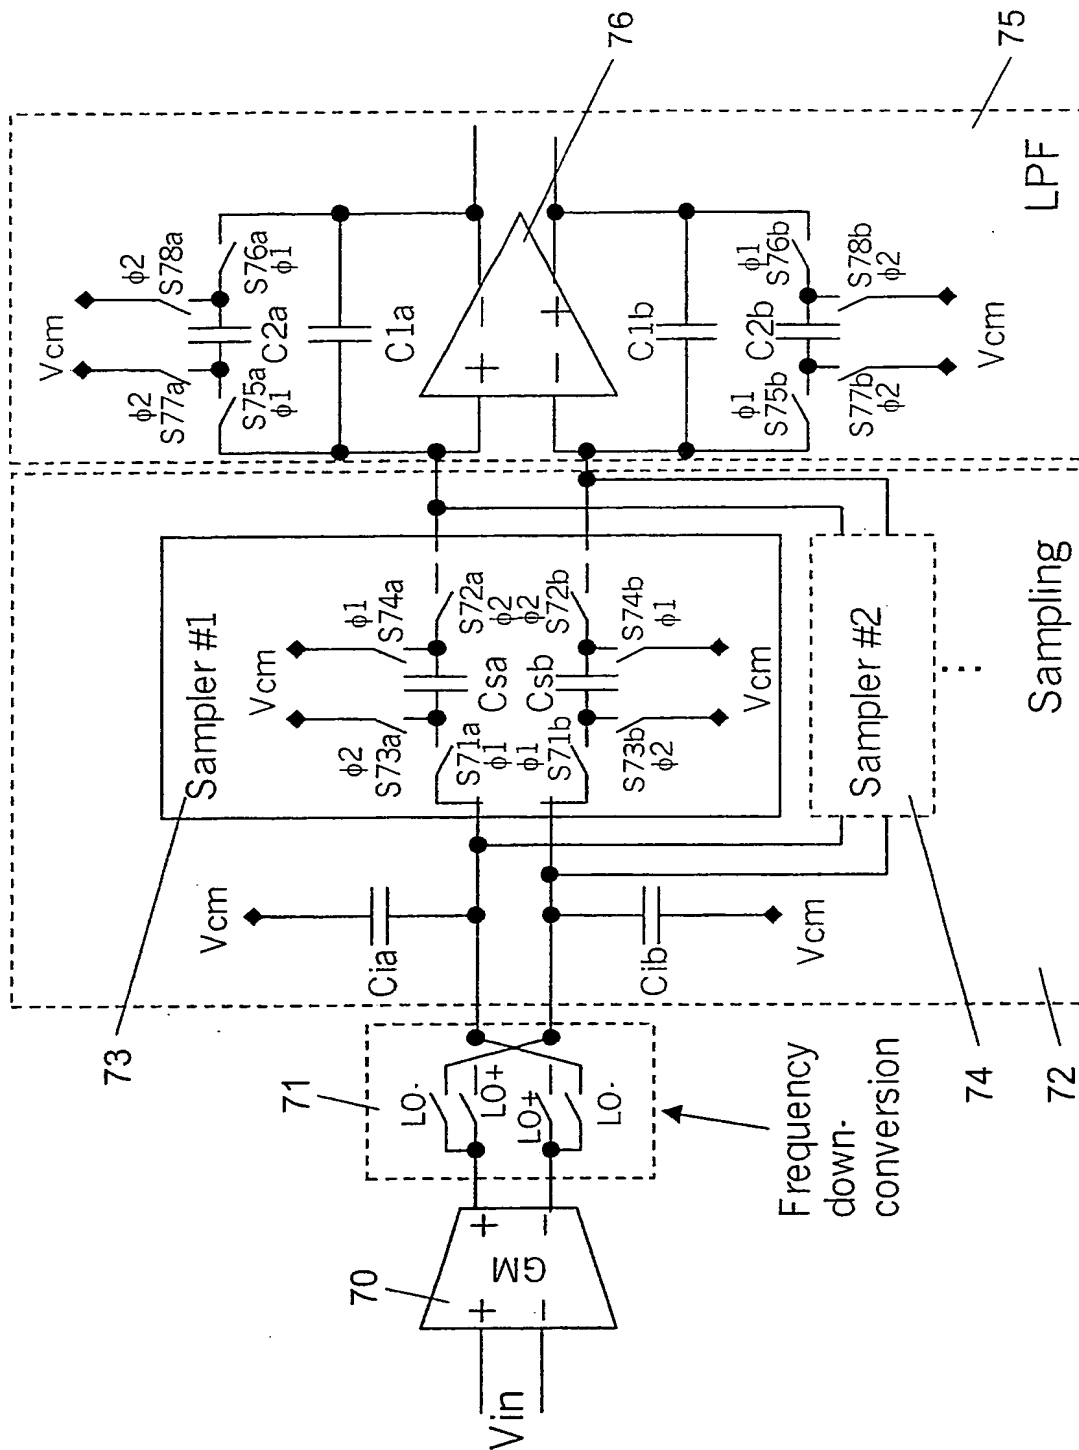 Vin
70
+
−
GM
+
−
71
LO-
LO+
LO+
LO-
Frequency
down-
conversion
72
73
74
Vcm
Cia
Cib
Vcm
Sampler #1
Vcm
ϕ2
S73a
ϕ1
S74a
S71a
ϕ1
Csa
S72a
ϕ2
ϕ1
S71b
Csb
ϕ2
S72b
S73b
ϕ2
S74b
ϕ1
Vcm
Sampler #2
...
Sampling
Vcm
ϕ2
S77a
ϕ2
S78a
S75a
ϕ1
C2a
S76a
ϕ1
C1a
+
−
−
+
76
C1b
ϕ1
S75b
C2b
ϕ1
S76b
S77b
ϕ2
S78b
ϕ2
Vcm
LPF
75